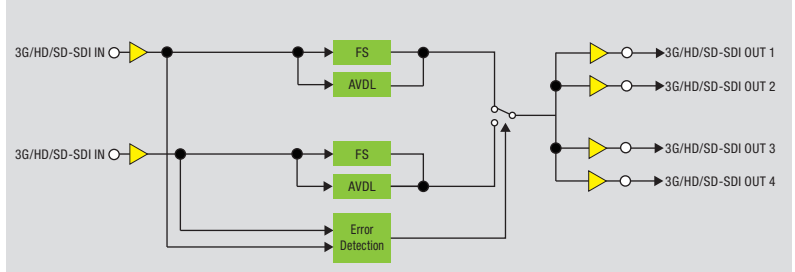 3G/HD/SD-SDI IN
FS
3G/HD/SD-SDI OUT 1
AVDL
3G/HD/SD-SDI OUT 2
3G/HD/SD-SDI IN
FS
3G/HD/SD-SDI OUT 3
AVDL
3G/HD/SD-SDI OUT 4
Error
Detection